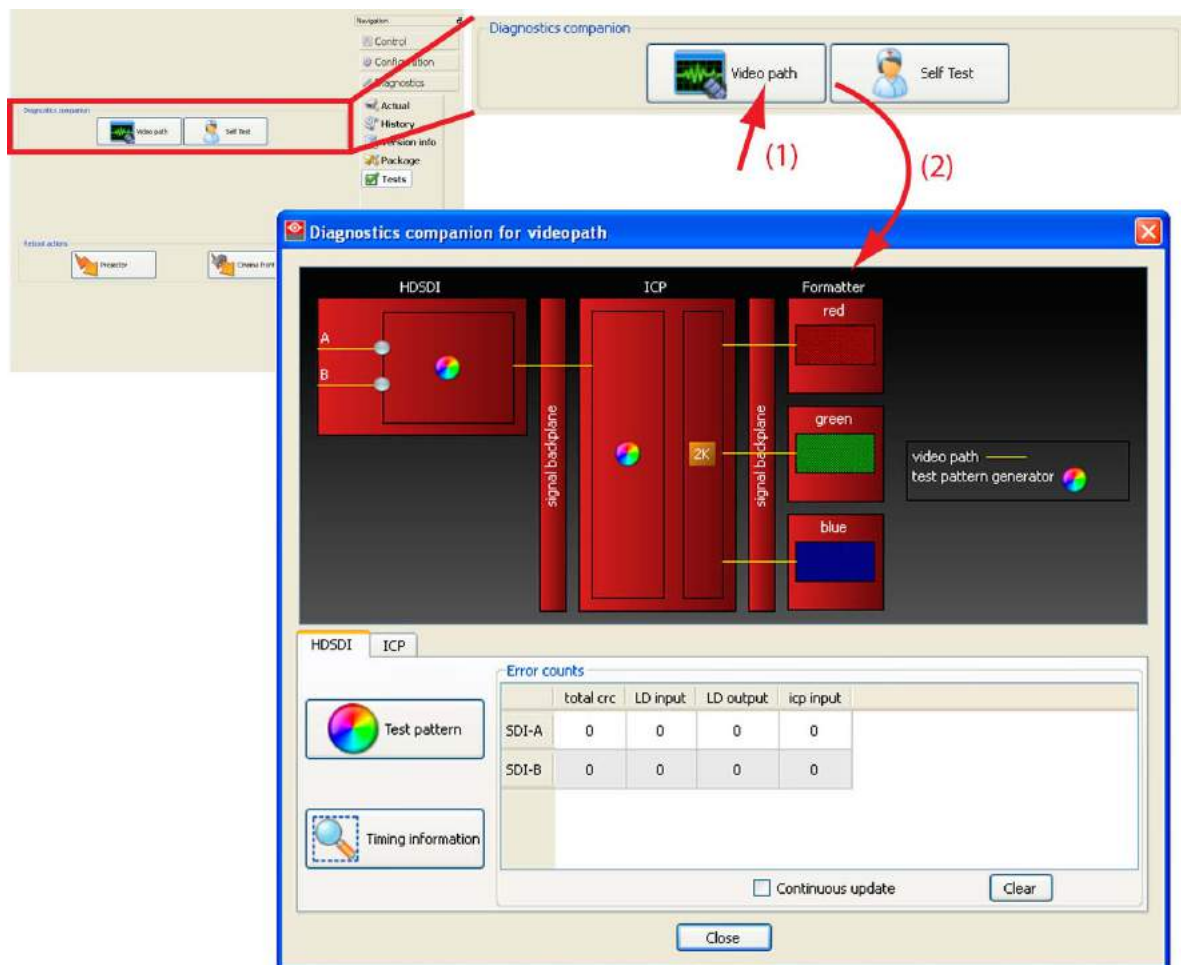 Navigation
Control
Configuration
Diagnostics
Actual
History
Version info
Package
Tests
Diagnostics companion
Video path
Self Test
Reboot actions
Projector
Diagnostics companion
Video path
Self Test
(1)
(2)
Diagnostics companion for videopath
HDSDI
ICP
Formatter
A
B
signal backplane
2K
signal backplane
red
green
blue
video path
test pattern generator
HDSDI
ICP
Test pattern
Timing information
Error counts
total crc LD input LD output icp input
SDI-A 0 0 0 0
SDI-B 0 0 0 0
Continuous update
Clear
Close